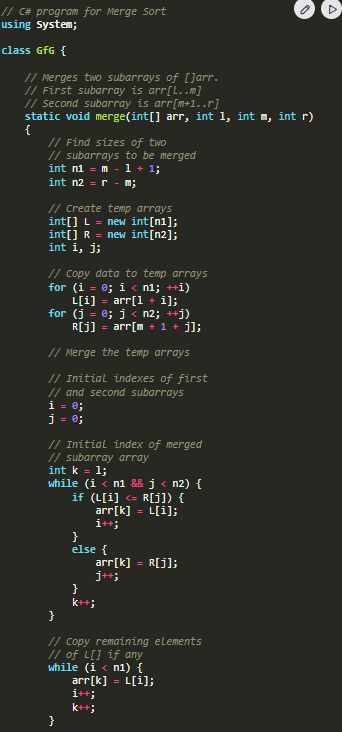 // C# program for Merge Sort
using System;
class GfG {
// Merges two subarrays of []arr.
// First subarray is arr[l..m]
// Second subarray is arr[m+1..r]
static void merge(int[] arr, int l, int m, int r)
{
// Find sizes of two
// subarrays to be merged
int n1 = m - l + 1;
int n2 = r - m;
// Create temp arrays
int[] L = new int[n1];
int[] R = new int[n2];
int i, j;
// Copy data to temp arrays
for (i = 0; i < n1; ++i)
L[i] = arr[l + i];
for (j = 0; j < n2; ++j)
R[j] = arr[m + 1 + j];
// Merge the temp arrays
// Initial indexes of first
// and second subarrays
i = 0;
j = 0;
// Initial index of merged
// subarray array
int k = l;
while (i < n1 && j < n2) {
if (L[i] <= R[j]) {
arr[k] = L[i];
i++;
}
else {
arr[k] = R[j];
j++;
}
k++;
}
// Copy remaining elements
// of L[] if any
while (i < n1) {
arr[k] = L[i];
i++;
k++;
}